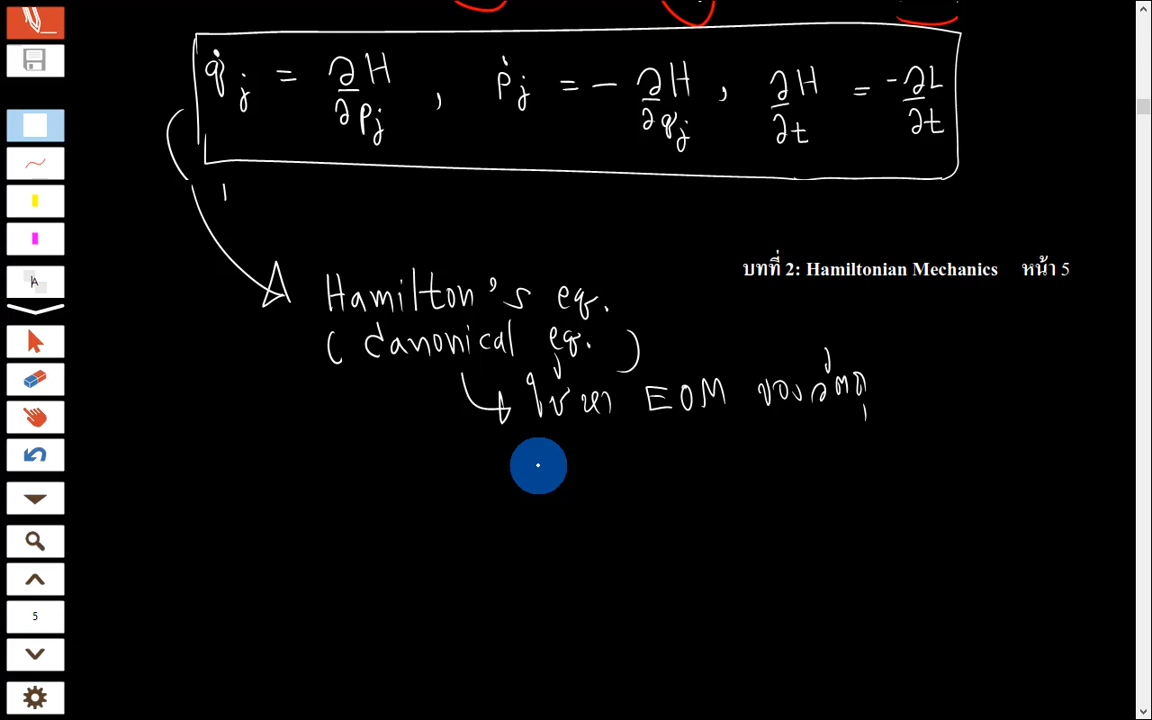 q̇j = ∂H/∂pj , ṗj = − ∂H/∂qj , ∂H/∂t = −∂L/∂t
บทที่ 2: Hamiltonian Mechanics หน้า 5
Hamilton's eq.
(canonical eq.)
ใช้หา EOM ของวัตถุ
5